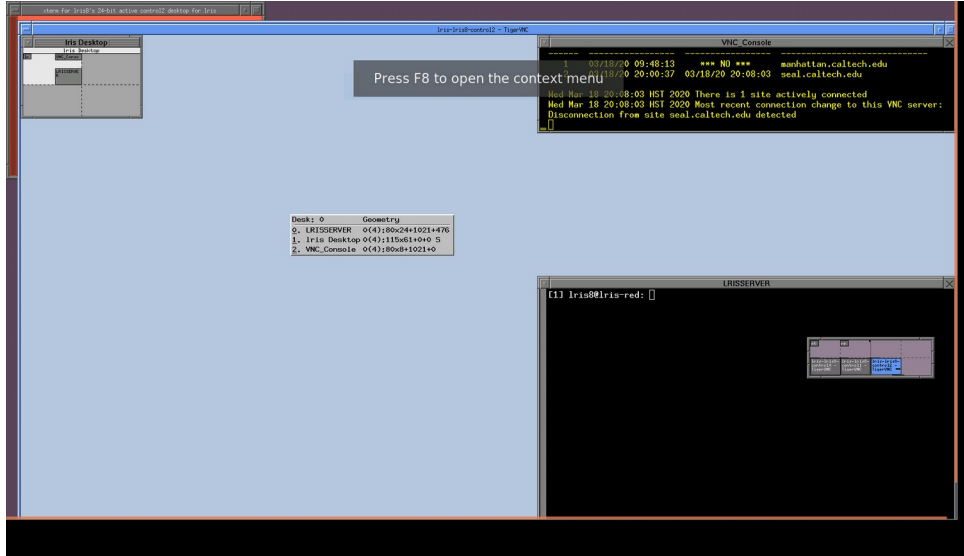 xterm for lris8's 24-bit active control2 desktop for lris
lris-lris8-control2 - TigerVNC
lris Desktop
lris Desktop
VNC_Conso
LRISSERVE
R
VNC_Console
1 03/18/20 09:48:13 *** NO *** manhattan.caltech.edu
2 03/18/20 20:00:37 03/18/20 20:08:03 seal.caltech.edu
Wed Mar 18 20:08:03 HST 2020 There is 1 site actively connected
Wed Mar 18 20:08:03 HST 2020 Most recent connection change to this VNC server:
Disconnection from site seal.caltech.edu detected
Press F8 to open the context menu
Desk: 0 Geometry
0. LRISSERVER 0(4):80x24+1021+476
1. lris Desktop 0(4):115x61+0+0 S
2. VNC_Console 0(4):80x8+1021+0
LRISSERVER
[1] lris8@lris-red: